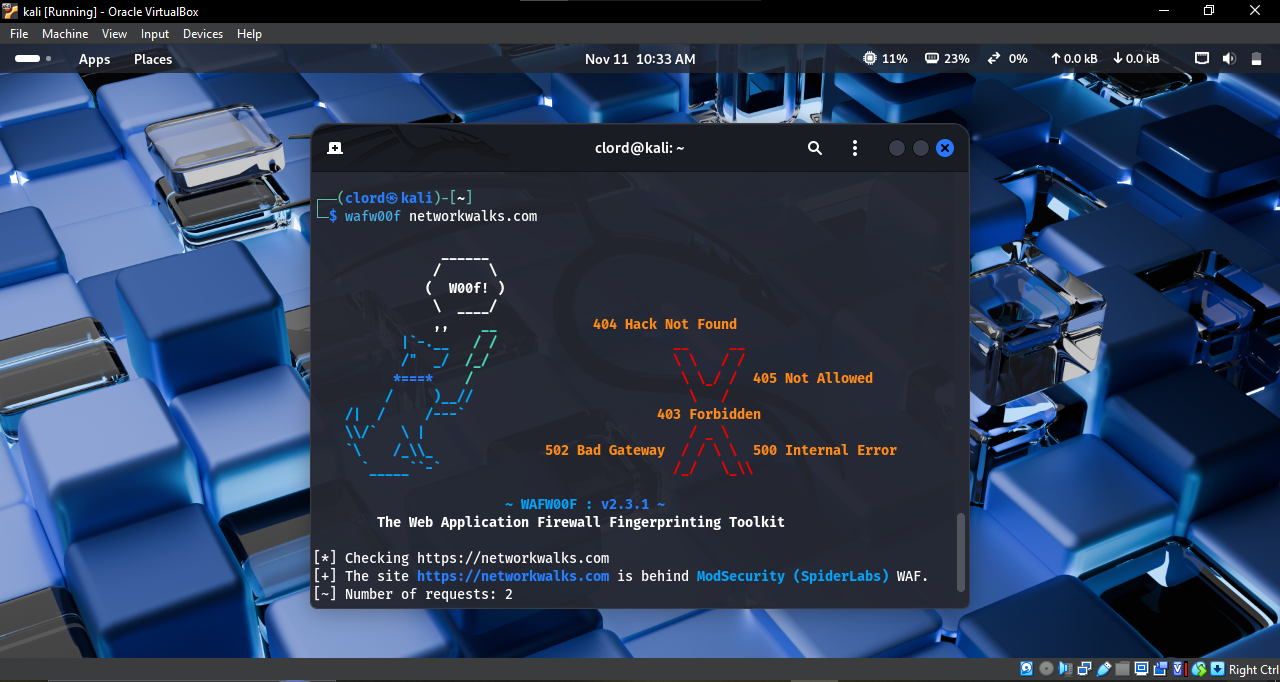 kali [Running] - Oracle VirtualBox
File Machine View Input Devices Help
Apps Places Nov 11 10:33 AM 11% 23% 0% 0.0 kB 0.0 kB
clord@kali: ~
(clord㉿kali)-[~]
$ wafw00f networkwalks.com
( W00f! )
404 Hack Not Found
405 Not Allowed
403 Forbidden
502 Bad Gateway 500 Internal Error
~ WAFW00F : v2.3.1 ~
The Web Application Firewall Fingerprinting Toolkit
[*] Checking https://networkwalks.com
[+] The site https://networkwalks.com is behind ModSecurity (SpiderLabs) WAF.
[~] Number of requests: 2
Right Ctrl